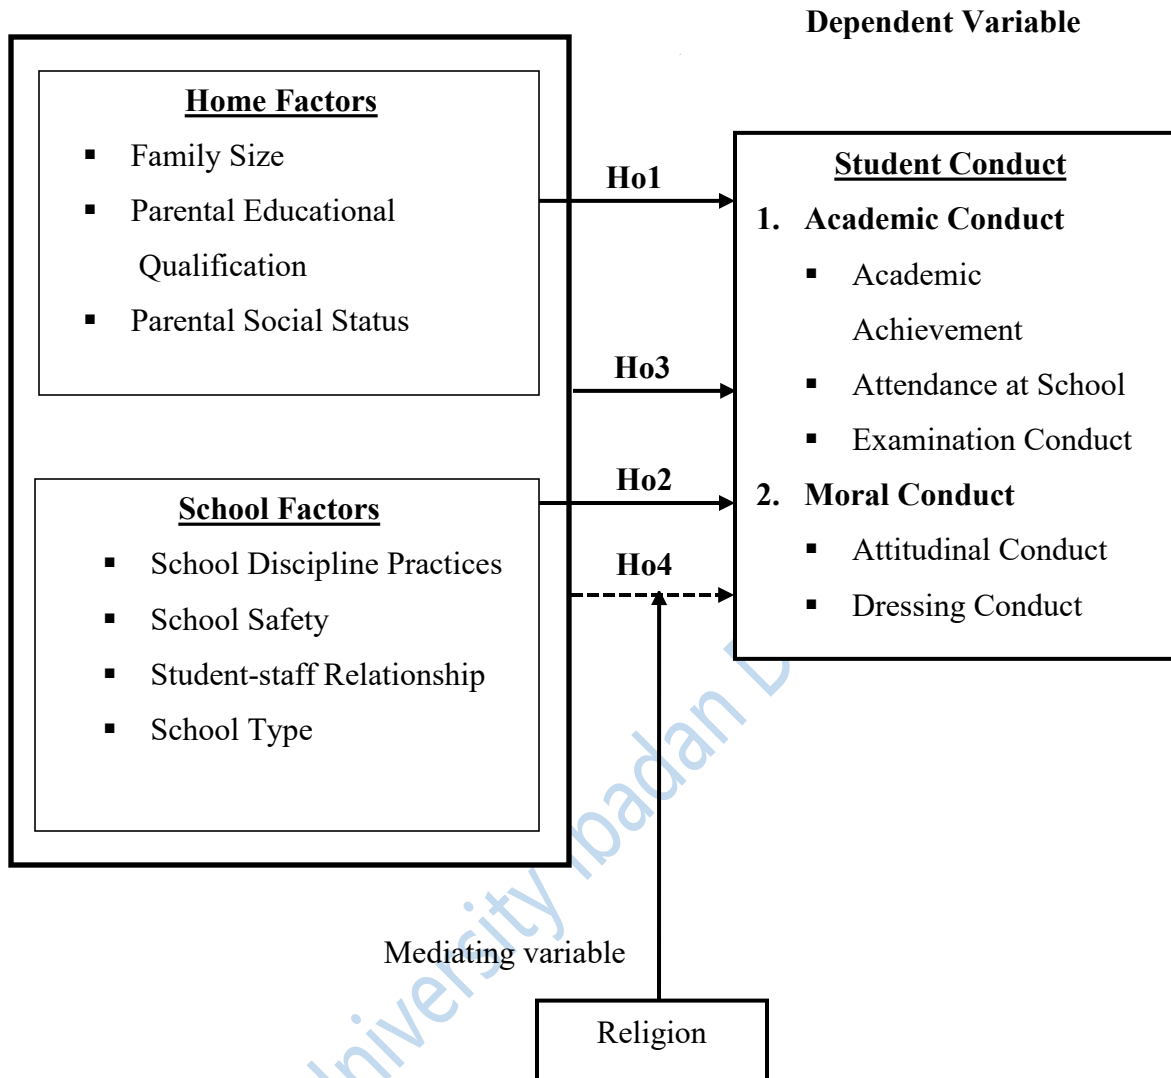 Dependent Variable
Home Factors
▪ Family Size
▪ Parental Educational
Qualification
▪ Parental Social Status
School Factors
▪ School Discipline Practices
▪ School Safety
▪ Student-staff Relationship
▪ School Type
Ho1
Ho3
Ho2
Ho4
Student Conduct
1. Academic Conduct
▪ Academic
Achievement
▪ Attendance at School
▪ Examination Conduct
2. Moral Conduct
▪ Attitudinal Conduct
▪ Dressing Conduct
Mediating variable
Religion
University Ibadan